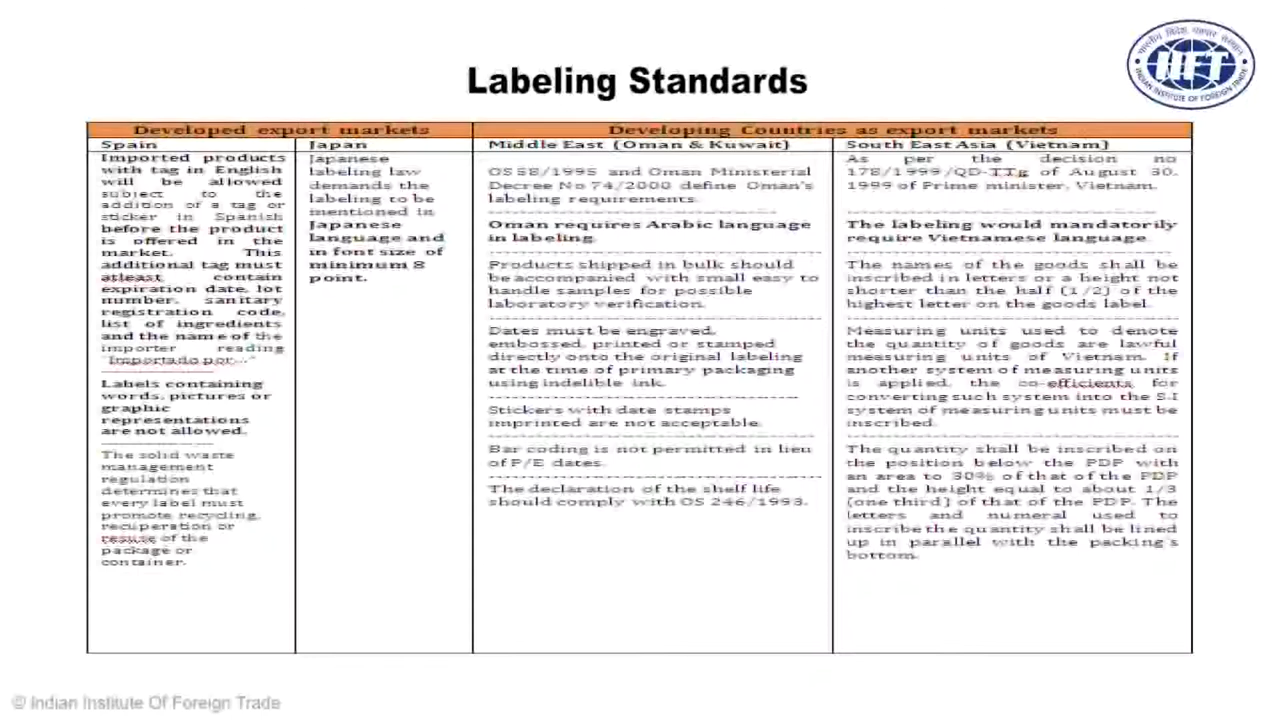 Labeling Standards
भारतीय विदेश व्यापार संस्थान
IIFT
INDIAN INSTITUTE OF FOREIGN TRADE
Developed export markets
Developing Countries as export markets
Spain
Imported products
with tag in English
will be allowed
subject to the
addition of a tag or
sticker in Spanish
before the product
is offered in the
market. This
additional tag must
atleast contain
expiration date, lot
number, sanitary
registration code,
list of ingredients
and the name of the
importer reading
"Importado por..."
Labels containing
words, pictures or
graphic
representations
are not allowed.
The solid waste
management
regulation
determines that
every label must
promote recycling,
recuperation or
resuse of the
package or
container.
Japan
Japanese
labeling law
demands the
labeling to be
mentioned in
Japanese
language and
in font size of
minimum 8
point.
Middle East (Oman & Kuwait)
OS 58/1995 and Oman Ministerial
Decree No 74/2000 define Oman's
labeling requirements.
Oman requires Arabic language
in labeling.
Products shipped in bulk should
be accompanied with small easy to
handle samples for possible
laboratory verification.
Dates must be engraved,
embossed, printed or stamped
directly onto the original labeling
at the time of primary packaging
using indelible ink.
Stickers with date stamps
imprinted are not acceptable.
Bar coding is not permitted in lieu
of P/E dates.
The declaration of the shelf life
should comply with OS 246/1993.
South East Asia (Vietnam)
As per the decision no
178/1999/QD-TTg of August 30,
1999 of Prime minister, Vietnam.
The labeling would mandatorily
require Vietnamese language
The names of the goods shall be
inscribed in letters or a height not
shorter than the half (1/2) of the
highest letter on the goods label.
Measuring units used to denote
the quantity of goods are lawful
measuring units of Vietnam. If
another system of measuring units
is applied, the co-efficients for
converting such system into the S.I
system of measuring units must be
inscribed.
The quantity shall be inscribed on
the position below the PDP with
an area to 30% of that of the PDP
and the height equal to about 1/3
(one third) of that of the PDP. The
letters and numeral used to
inscribe the quantity shall be lined
up in parallel with the packing's
bottom.
© Indian Institute Of Foreign Trade